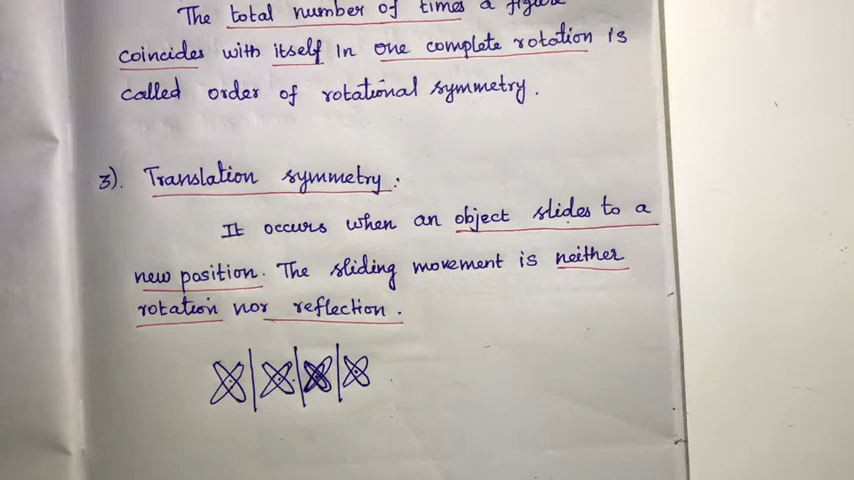 The total number of times a figure
coincides with itself in one complete rotation is
called order of rotational symmetry.
3). Translation symmetry:
It occurs when an object slides to a
new position. The sliding movement is neither
rotation nor reflection.